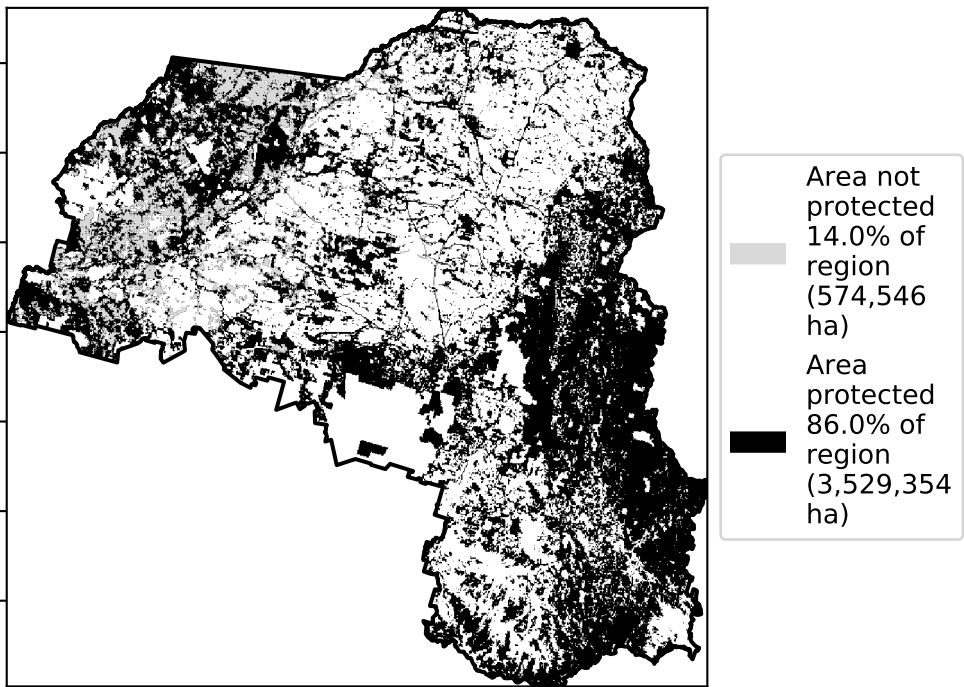 Area not
protected
14.0% of
region
(574,546
ha)
Area
protected
86.0% of
region
(3,529,354
ha)